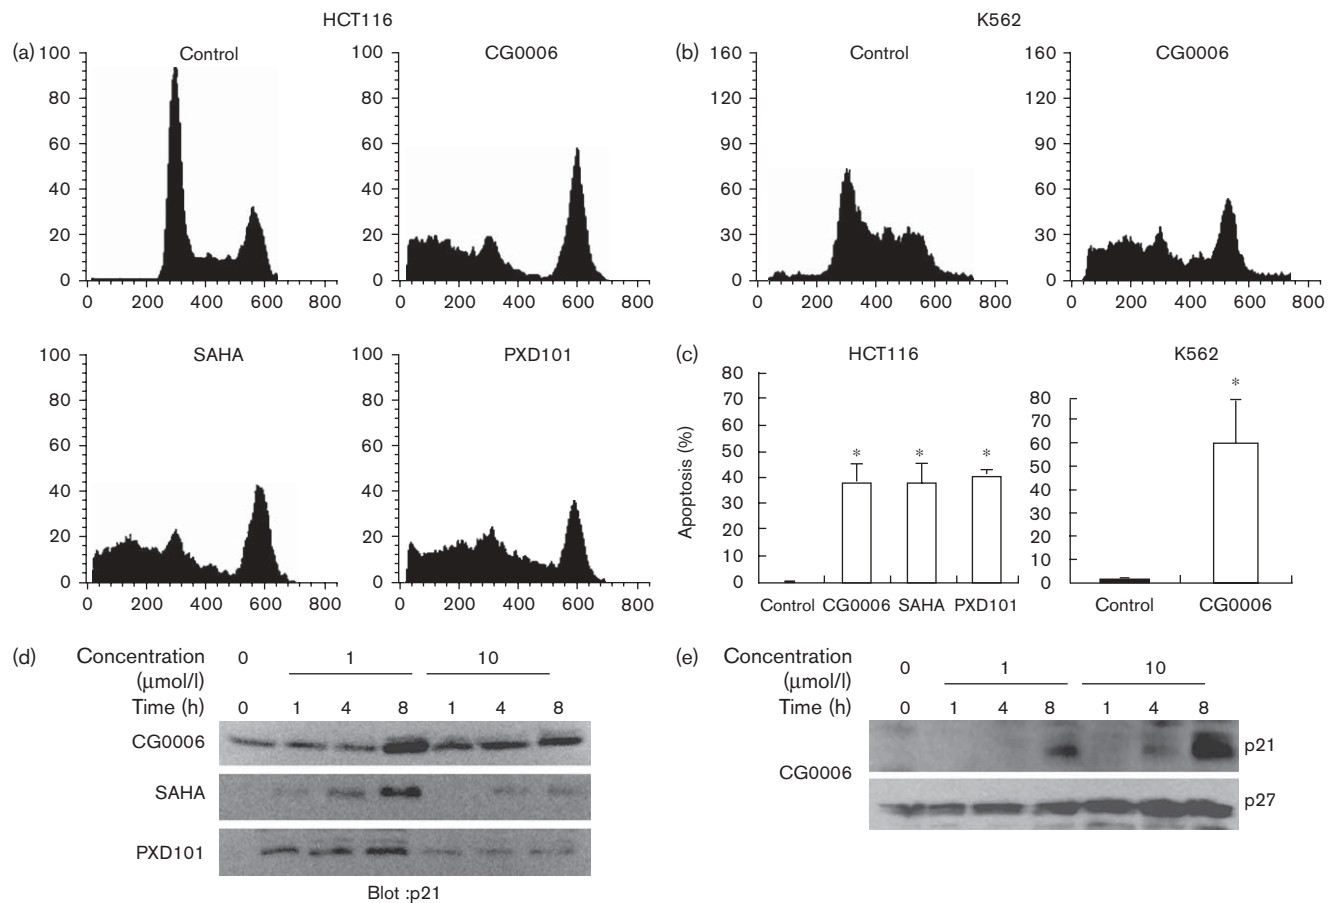 HCT116
K562
(a)
Control
100
80
60
40
20
0
0 200 400 600 800
CG0006
100
80
60
40
20
0
0 200 400 600 800
(b)
Control
160
120
90
60
30
0
0 200 400 600 800
CG0006
160
120
90
60
30
0
0 200 400 600 800
SAHA
100
80
60
40
20
0
0 200 400 600 800
PXD101
100
80
60
40
20
0
0 200 400 600 800
(c)
HCT116
Apoptosis (%)
80
70
60
50
40
30
20
10
0
* * *
Control CG0006 SAHA PXD101
K562
80
70
60
50
40
30
20
10
0
*
Control CG0006
(d)
Concentration 0 1 10
(μmol/l)
Time (h) 0 1 4 8 1 4 8
CG0006
SAHA
PXD101
Blot :p21
(e)
Concentration 0 1 10
(μmol/l)
Time (h) 0 1 4 8 1 4 8
CG0006
p21
p27